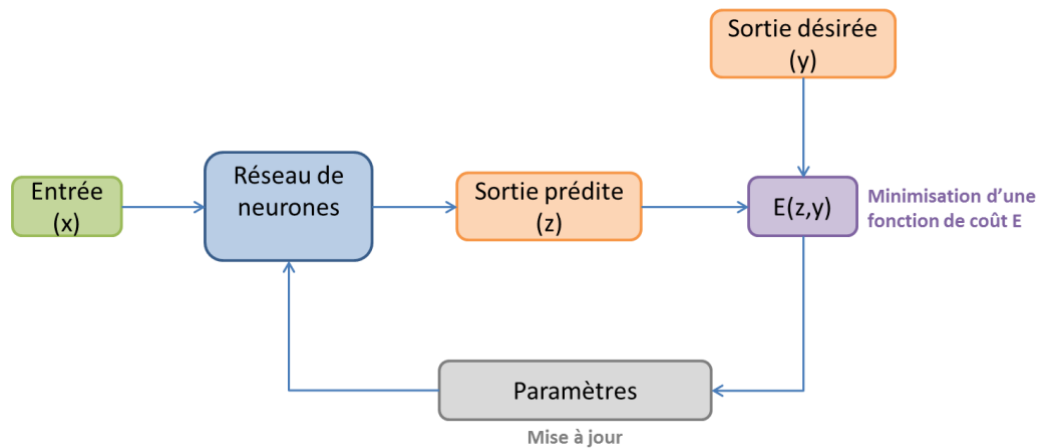 Sortie désirée
(y)
Entrée
(x)
Réseau de
neurones
Sortie prédite
(z)
E(z,y)
Minimisation d'une
fonction de coût E
Paramètres
Mise à jour